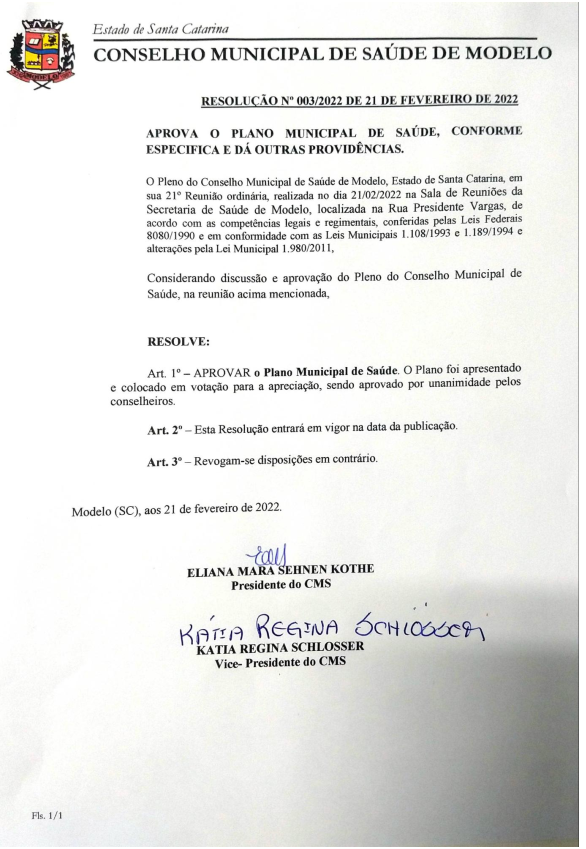 Estado de Santa Catarina
CONSELHO MUNICIPAL DE SAÚDE DE MODELO
RESOLUÇÃO Nº 003/2022 DE 21 DE FEVEREIRO DE 2022
APROVA O PLANO MUNICIPAL DE SAÚDE, CONFORME
ESPECIFICA E DÁ OUTRAS PROVIDÊNCIAS.
O Pleno do Conselho Municipal de Saúde de Modelo, Estado de Santa Catarina, em
sua 21º Reunião ordinária, realizada no dia 21/02/2022 na Sala de Reuniões da
Secretaria de Saúde de Modelo, localizada na Rua Presidente Vargas, de
acordo com as competências legais e regimentais, conferidas pelas Leis Federais
8080/1990 e em conformidade com as Leis Municipais 1.108/1993 e 1.189/1994 e
alterações pela Lei Municipal 1.980/2011,
Considerando discussão e aprovação do Pleno do Conselho Municipal de
Saúde, na reunião acima mencionada,
RESOLVE:
Art. 1º – APROVAR o Plano Municipal de Saúde. O Plano foi apresentado
e colocado em votação para a apreciação, sendo aprovado por unanimidade pelos
conselheiros.
Art. 2º – Esta Resolução entrará em vigor na data da publicação.
Art. 3º – Revogam-se disposições em contrário.
Modelo (SC), aos 21 de fevereiro de 2022.
ELIANA MARA SEHNEN KOTHE
Presidente do CMS
KÁTIA REGINA SCHLÖSSER
KATIA REGINA SCHLOSSER
Vice- Presidente do CMS
Fls. 1/1